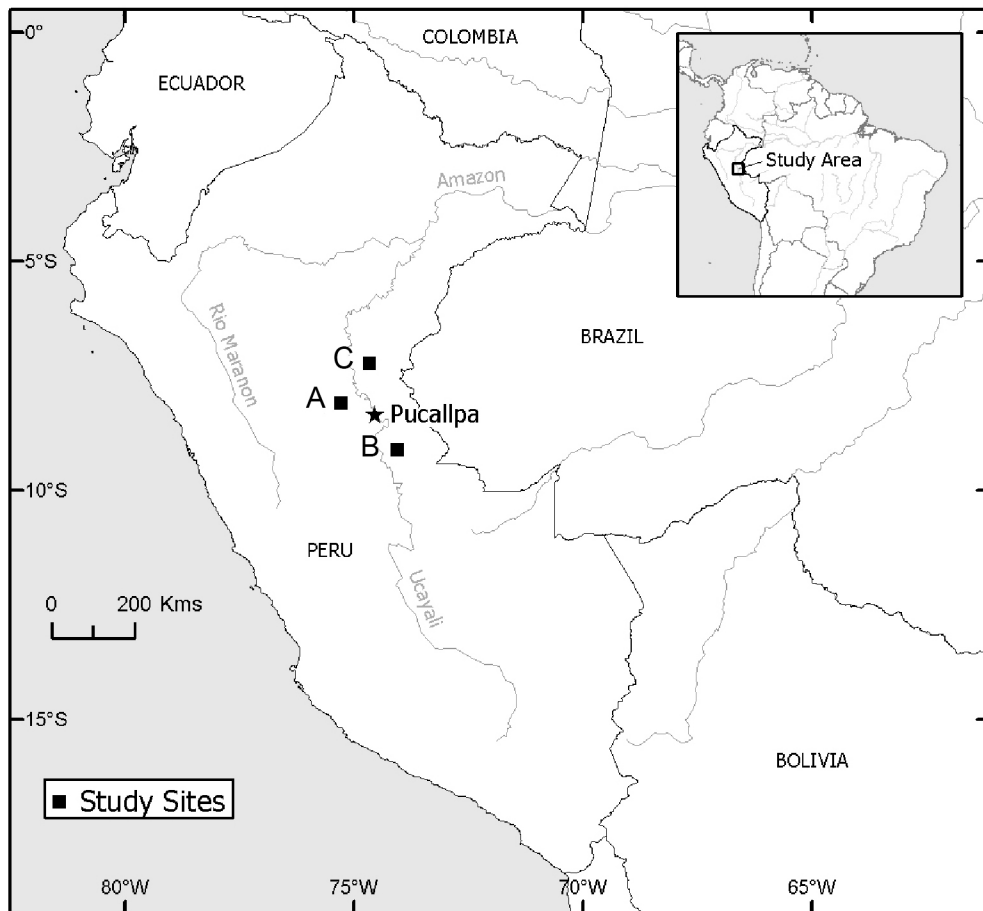 0°
COLOMBIA
ECUADOR
Study Area
Amazon
5°S
Rio Maranon
BRAZIL
C
A
Pucallpa
B
10°S
PERU
Ucayali
0 200 Kms
15°S
BOLIVIA
Study Sites
80°W 75°W 70°W 65°W